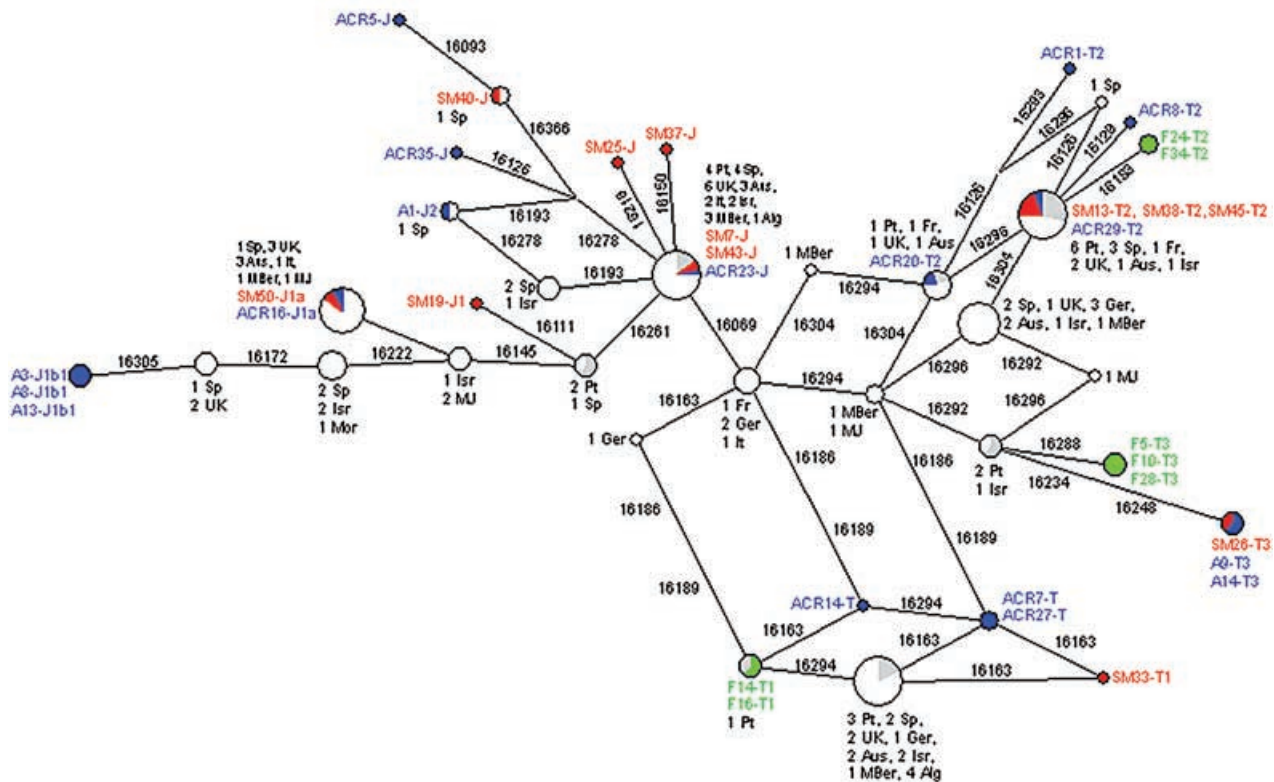 ACR5-J
16093
SM40-J
1 Sp
16366
ACR35-J
16126
A1-J2
1 Sp
16193
16278
16278
2 Sp
1 Isr
16193
SM25-J
SM37-J
16218
16150
4 Pt, 4 Sp,
6 UK, 3 Aus,
2 It, 2 Isr,
3 MBer, 1 Alg
SM7-J
SM43-J
ACR23-J
1 Sp, 3 UK,
3 Aus, 1 It,
1 MBer, 1 MJ
SM50-J1a
ACR16-J1a
SM19-J1
16111
16261
16069
16305
16172
16222
16145
A3-J1b1
A8-J1b1
A13-J1b1
1 Sp
2 UK
2 Sp
2 Isr
1 Mor
1 Isr
2 MJ
2 Pt
1 Sp
ACR1-T2
1 Sp
16293
16296
ACR8-T2
F24-T2
F34-T2
16126
16129
16153
16126
SM13-T2, SM38-T2, SM45-T2
ACR29-T2
6 Pt, 3 Sp, 1 Fr,
2 UK, 1 Aus, 1 Isr
16296
16304
1 Pt, 1 Fr,
1 UK, 1 Aus
ACR20-T2
1 MBer
16294
16304
16304
2 Sp, 1 UK, 3 Ger,
2 Aus, 1 Isr, 1 MBer
16296
16292
1 MJ
16294
1 MBer
1 MJ
16292
16296
16163
1 Ger
1 Fr
2 Ger
1 It
16288
2 Pt
1 Isr
F5-T3
F10-T3
F28-T3
16234
16248
SM26-T3
A9-T3
A14-T3
16186
16186
16186
16189
16189
16189
ACR14-T
16294
ACR7-T
ACR27-T
16163
16163
16163
16294
16163
SM33-T1
F14-T1
F16-T1
1 Pt
3 Pt, 2 Sp,
2 UK, 1 Ger,
2 Aus, 2 Isr,
1 MBer, 4 Alg